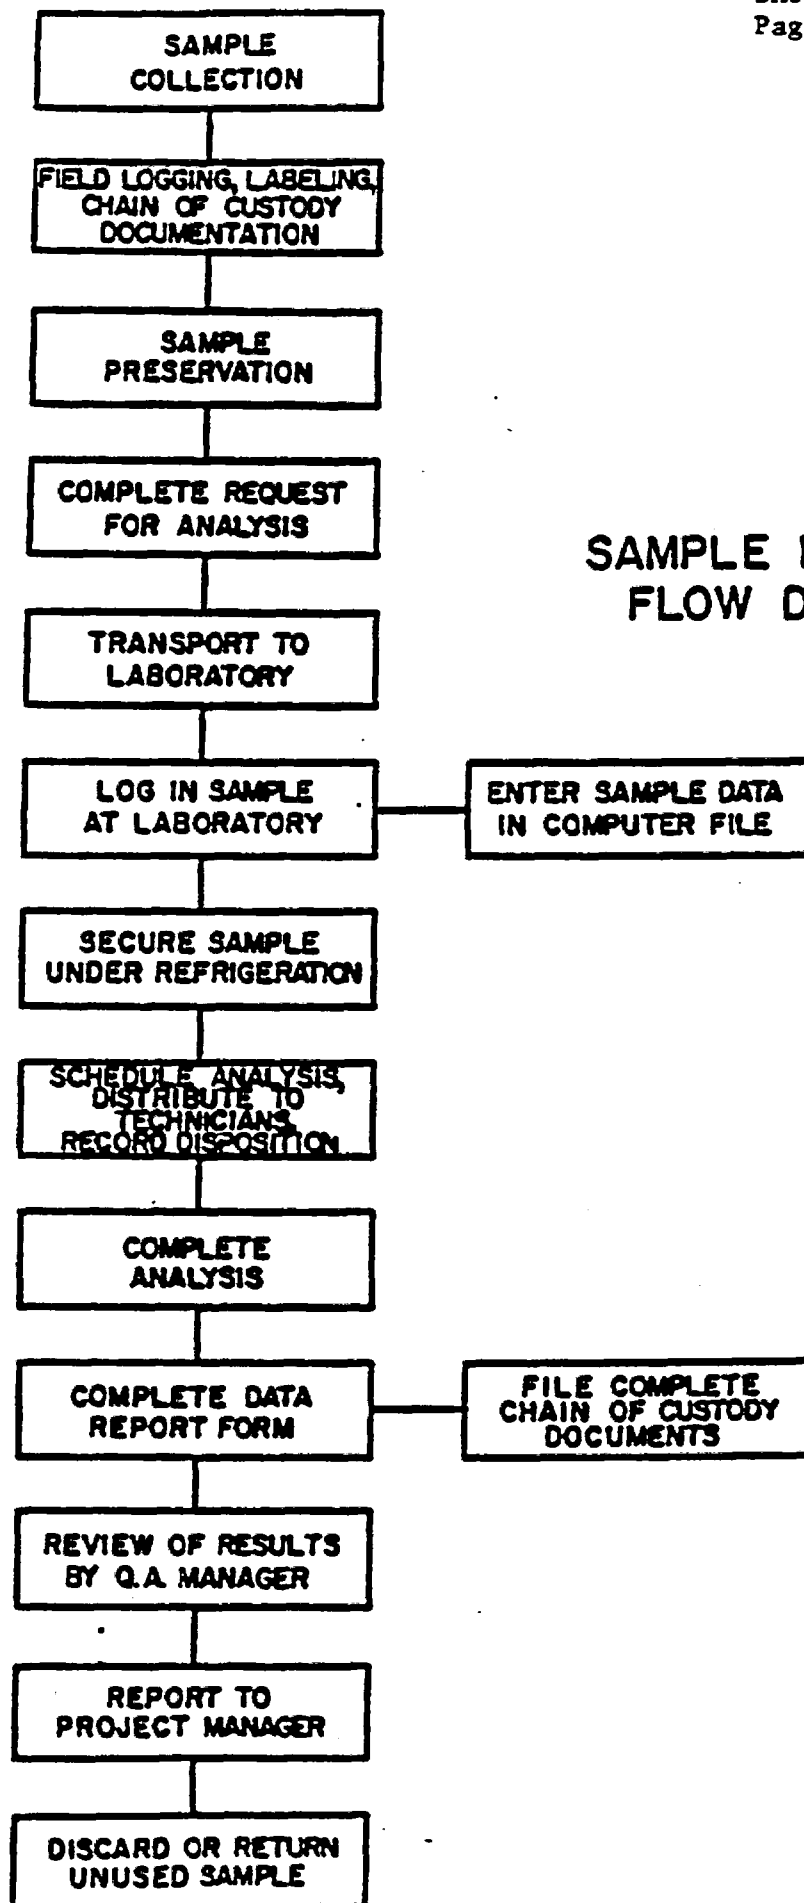 Pag
SAMPLE
COLLECTION
FIELD LOGGING, LABELING,
CHAIN OF CUSTODY
DOCUMENTATION
SAMPLE
PRESERVATION
COMPLETE REQUEST
FOR ANALYSIS
SAMPLE
FLOW D
TRANSPORT TO
LABORATORY
LOG IN SAMPLE
AT LABORATORY
ENTER SAMPLE DATA
IN COMPUTER FILE
SECURE SAMPLE
UNDER REFRIGERATION
SCHEDULE ANALYSIS,
DISTRIBUTE TO
TECHNICIANS,
RECORD DISPOSITION
COMPLETE
ANALYSIS
COMPLETE DATA
REPORT FORM
FILE COMPLETE
CHAIN OF CUSTODY
DOCUMENTS
REVIEW OF RESULTS
BY Q.A. MANAGER
REPORT TO
PROJECT MANAGER
DISCARD OR RETURN
UNUSED SAMPLE